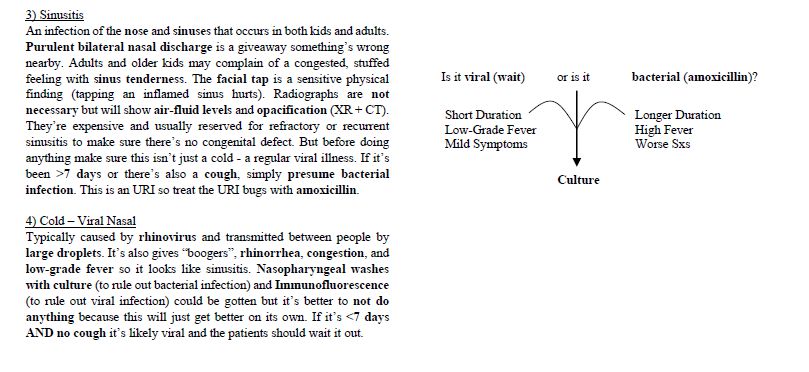 3) Sinusitis
An infection of the nose and sinuses that occurs in both kids and adults.
Purulent bilateral nasal discharge is a giveaway something's wrong
nearby. Adults and older kids may complain of a congested, stuffed
feeling with sinus tenderness. The facial tap is a sensitive physical
finding (tapping an inflamed sinus hurts). Radiographs are not
necessary but will show air-fluid levels and opacification (XR + CT).
They're expensive and usually reserved for refractory or recurrent
sinusitis to make sure there's no congenital defect. But before doing
anything make sure this isn't just a cold - a regular viral illness. If it's
been >7 days or there's also a cough, simply presume bacterial
infection. This is an URI so treat the URI bugs with amoxicillin.
4) Cold – Viral Nasal
Typically caused by rhinovirus and transmitted between people by
large droplets. It's also gives "boogers", rhinorrhea, congestion, and
low-grade fever so it looks like sinusitis. Nasopharyngeal washes
with culture (to rule out bacterial infection) and Immunofluorescence
(to rule out viral infection) could be gotten but it's better to not do
anything because this will just get better on its own. If it's <7 days
AND no cough it's likely viral and the patients should wait it out.
Is it viral (wait) or is it bacterial (amoxicillin)?
Short Duration
Low-Grade Fever
Mild Symptoms
Longer Duration
High Fever
Worse Sxs
Culture